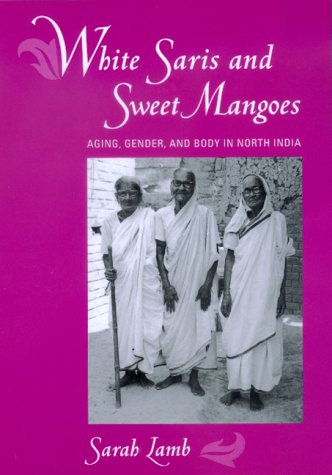 White Saris and
Sweet Mangoes
AGING, GENDER, AND BODY IN NORTH INDIA
Sarah Lamb